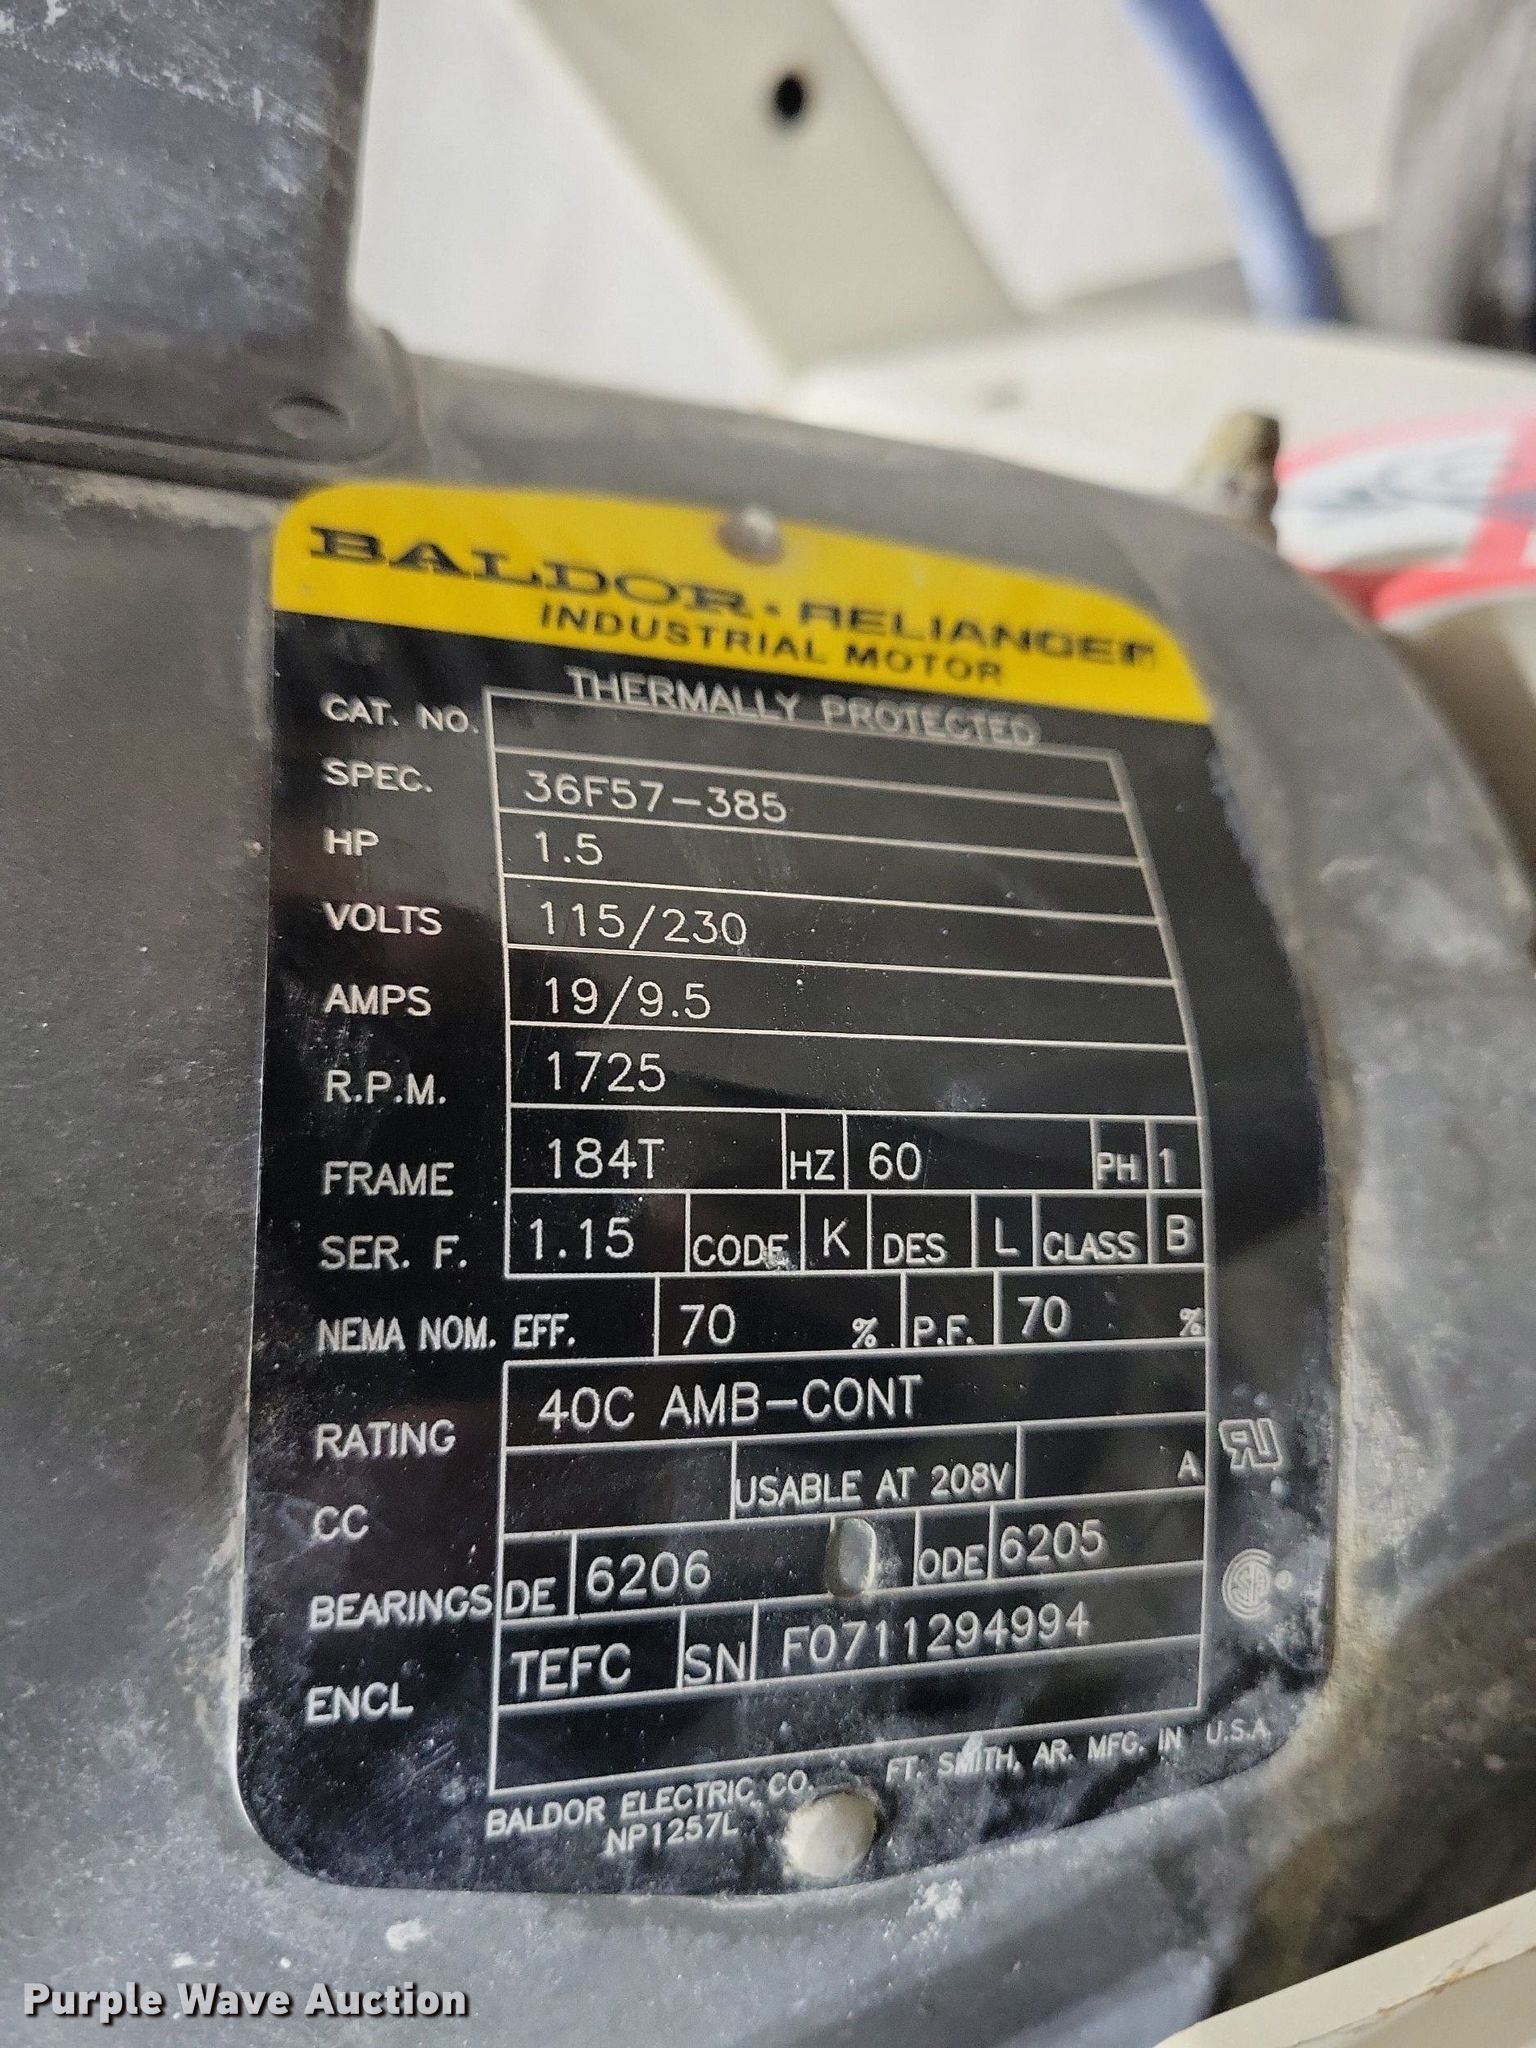 BALDOR · RELIANCER
INDUSTRIAL MOTOR
THERMALLY PROTECTED
CAT. NO.
SPEC. 36F57-385
HP 1.5
VOLTS 115/230
AMPS 19/9.5
R.P.M. 1725
FRAME 184T HZ 60 PH 1
SER. F. 1.15 CODE K DES L CLASS B
NEMA NOM. EFF. 70 % P.F. 70 %
RATING 40C AMB-CONT
CC USABLE AT 208V A
BEARINGS DE 6206 ODE 6205
ENCL TEFC SN F0711294994
BALDOR ELECTRIC CO. FT. SMITH, AR. MFG. IN U.S.A.
NP1257L
Purple Wave Auction